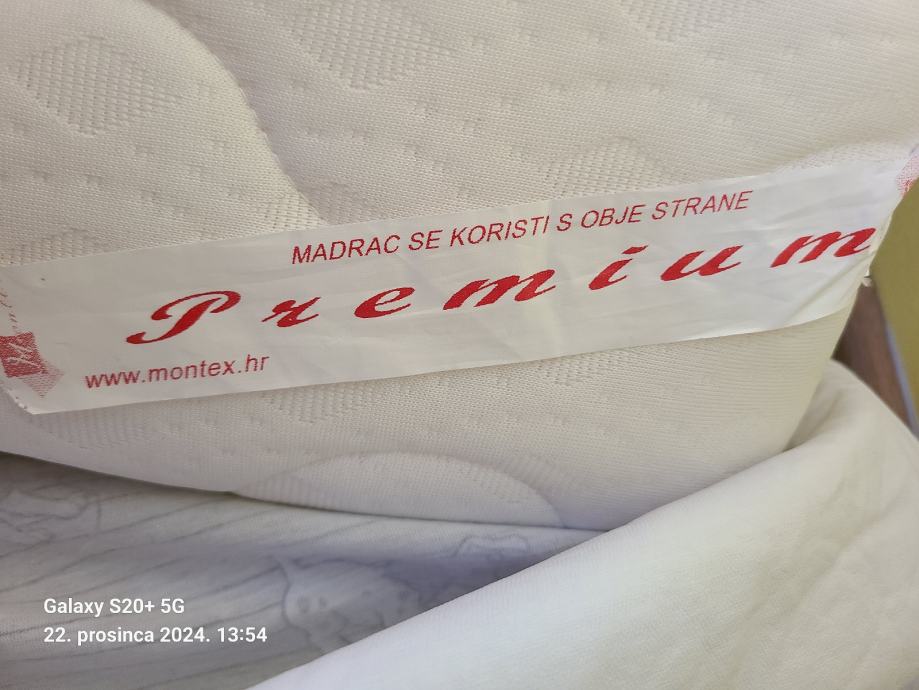 MADRAC SE KORISTI S OBJE STRANE
Premium
www.montex.hr
Galaxy S20+ 5G
22. prosinca 2024. 13:54